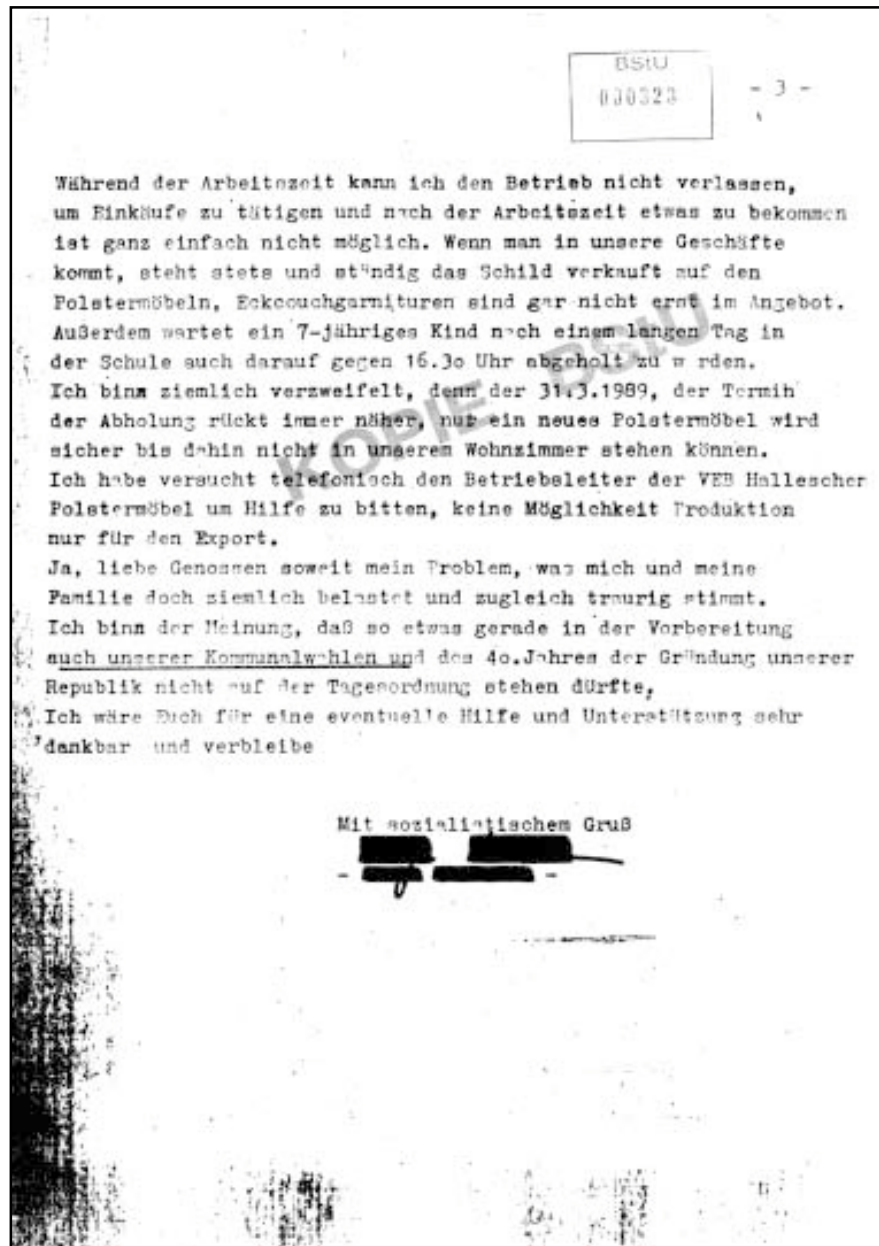 BStU
000323
- 3 -
Während der Arbeitszeit kann ich den Betrieb nicht verlassen,
um Einkäufe zu tätigen und nach der Arbeitszeit etwas zu bekommen
ist ganz einfach nicht möglich. Wenn man in unsere Geschäfte
kommt, steht stets und ständig das Schild verkauft auf den
Polstermöbeln, Eckcouchgarnituren sind gar nicht erst im Angebot.
Außerdem wartet ein 7-jähriges Kind nach einem langen Tag in
der Schule auch darauf gegen 16.3o Uhr abgeholt zu w rden.
Ich binm ziemlich verzweifelt, denn der 31.3.1989, der Termin
der Abholung rückt immer näher, nur ein neues Polstermöbel wird
sicher bis dahin nicht in unserem Wohnzimmer stehen können.
Ich habe versucht telefonisch den Betriebsleiter der VEB Hallescher
Polstermöbel um Hilfe zu bitten, keine Möglichkeit Produktion
nur für den Export.
Ja, liebe Genossen soweit mein Problem, was mich und meine
Familie doch ziemlich belastet und zugleich traurig stimmt.
Ich binm der Meinung, daß so etwas gerade in der Vorbereitung
auch unserer Kommunalwahlen und des 4o.Jahres der Gründung unserer
Republik nicht auf der Tagesordnung stehen dürfte,
Ich wäre Euch für eine eventuelle Hilfe und Unterstützung sehr
dankbar und verbleibe
Mit sozialistischem Gruß
KOPIE BStU